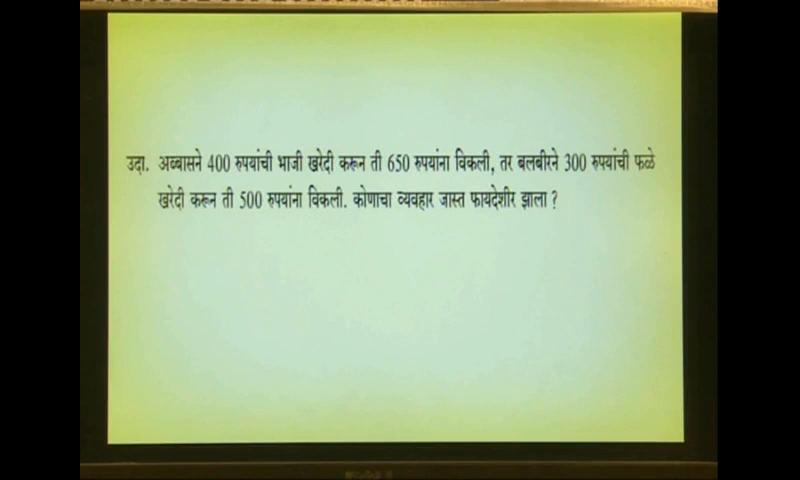 उदा. अब्बासने 400 रुपयांची भाजी खरेदी करून ती 650 रुपयांना विकली, तर बलबीरने 300 रुपयांची फळे
खरेदी करून ती 500 रुपयांना विकली. कोणाचा व्यवहार जास्त फायदेशीर झाला ?